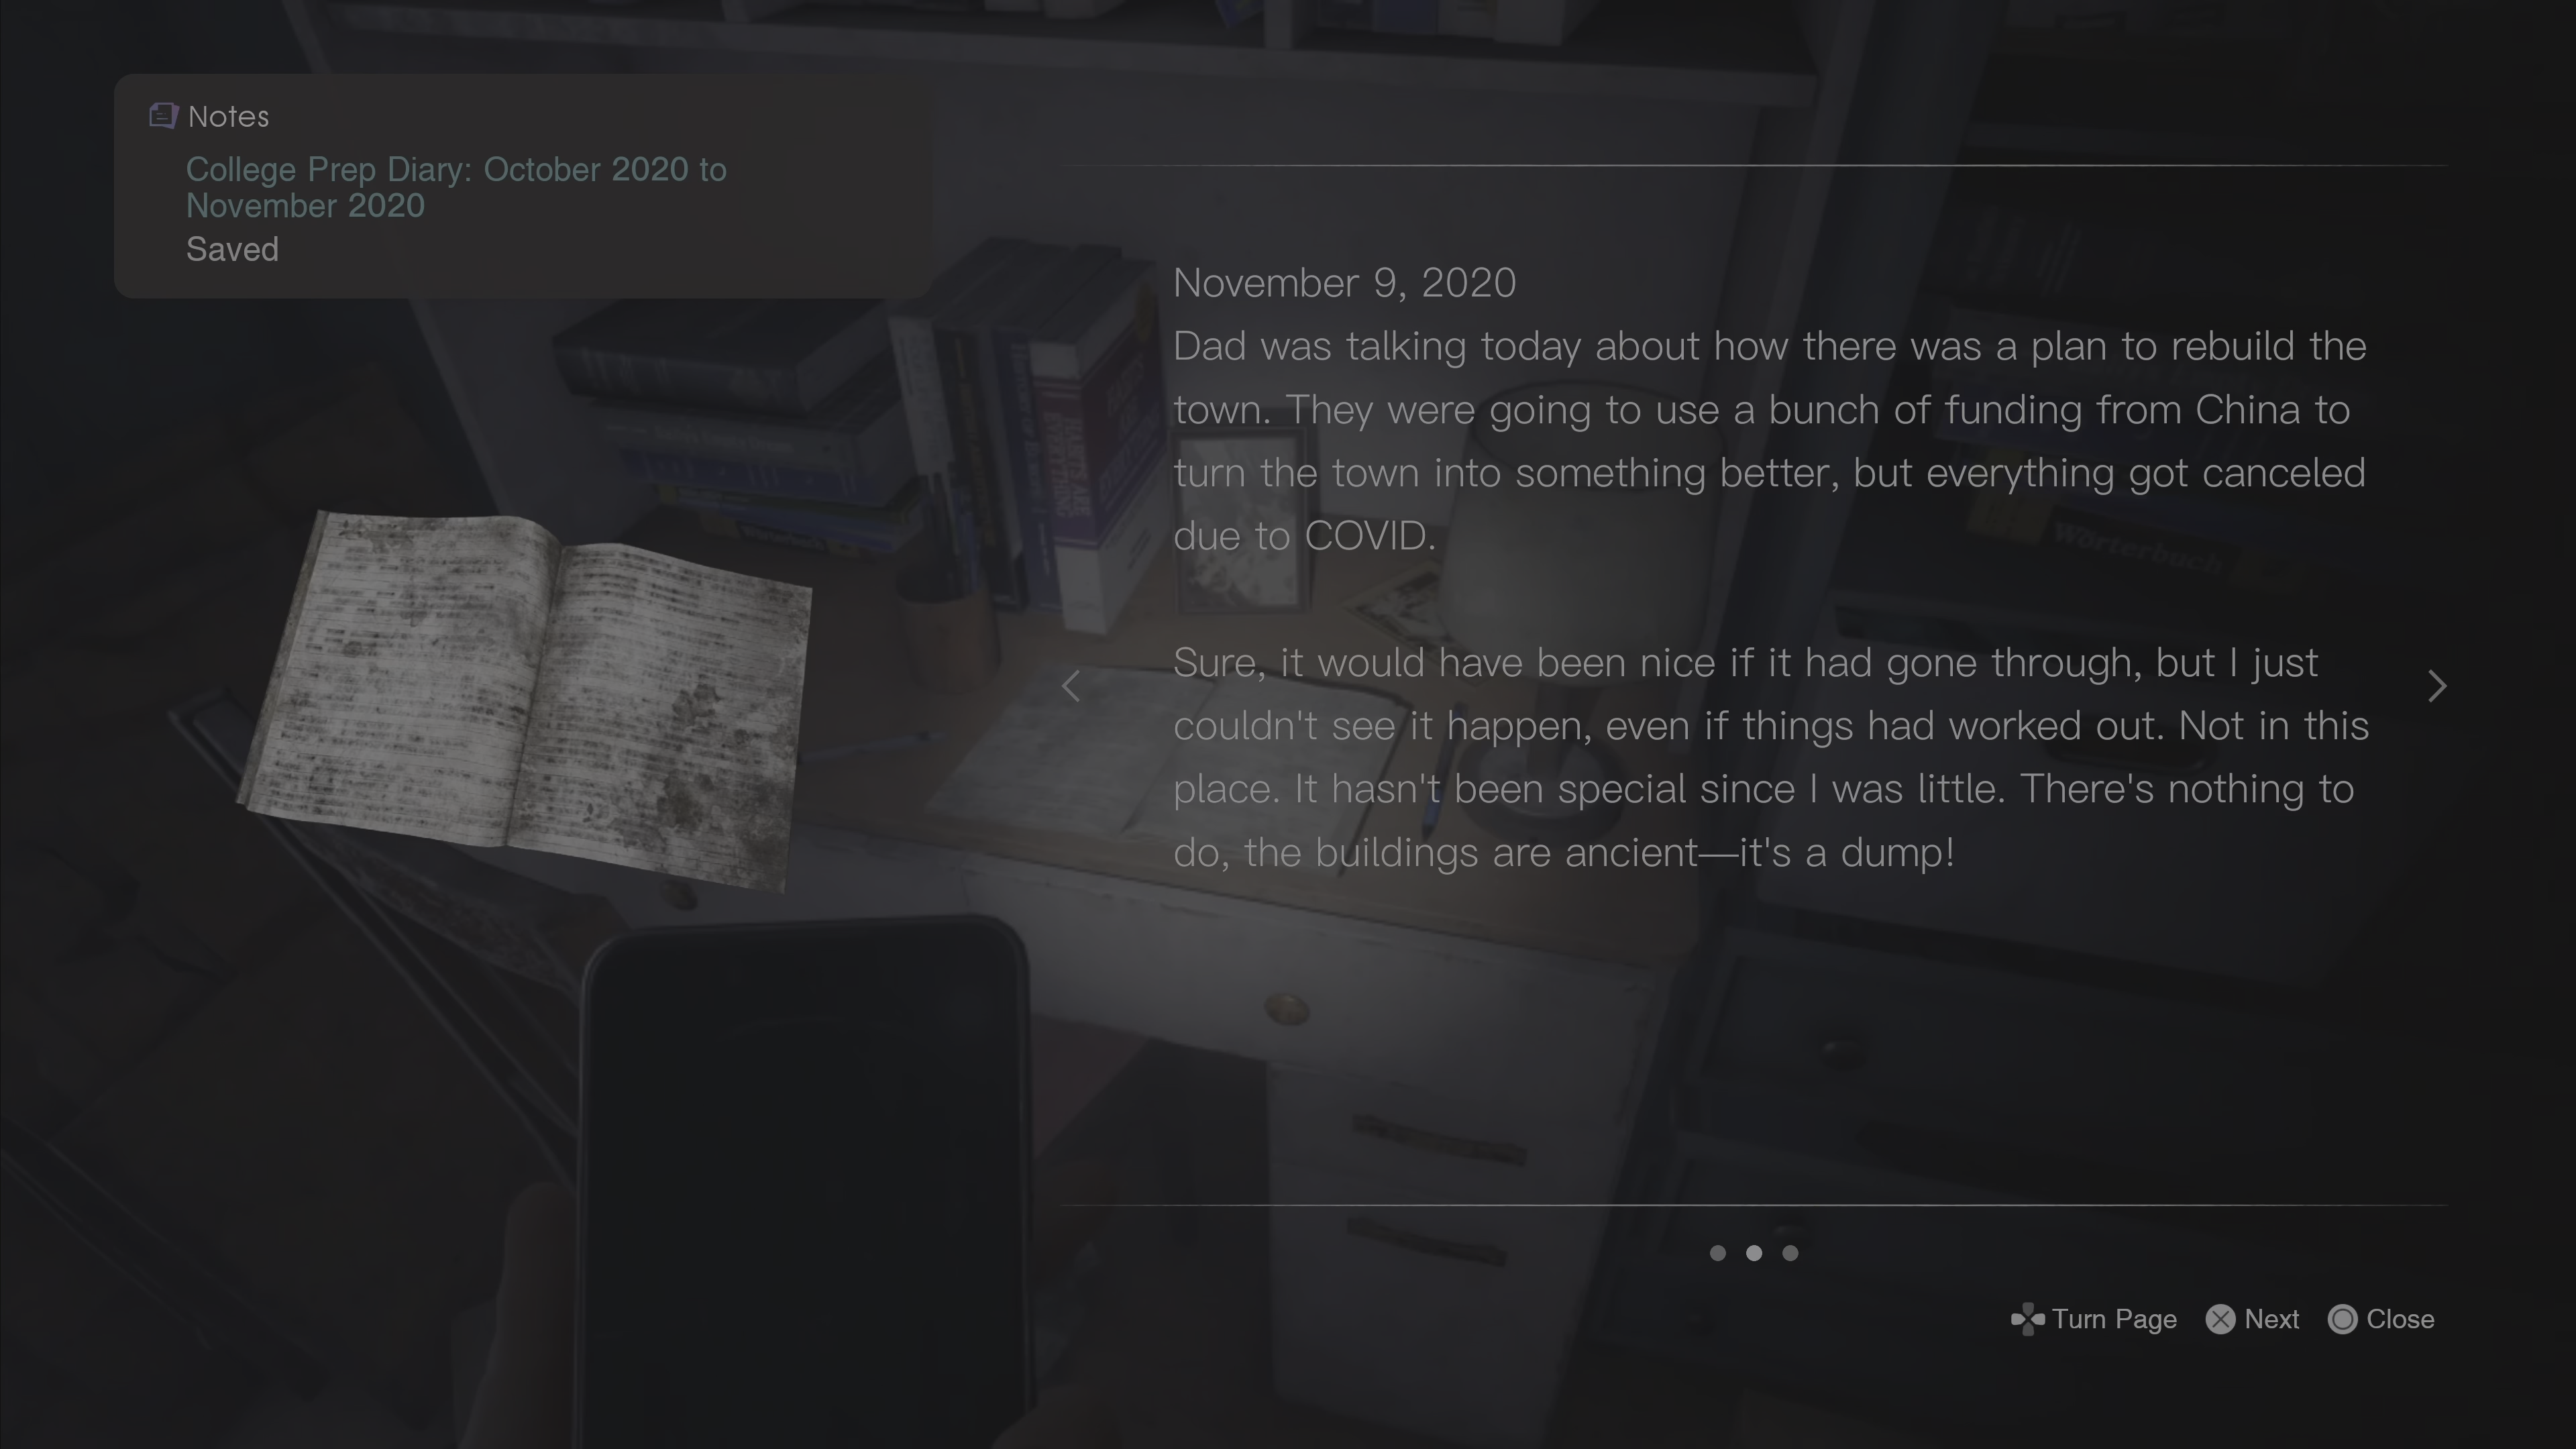 Notes
College Prep Diary: October 2020 to
November 2020
Saved
November 9, 2020
Dad was talking today about how there was a plan to rebuild the
town. They were going to use a bunch of funding from China to
turn the town into something better, but everything got canceled
due to COVID.
Sure, it would have been nice if it had gone through, but I just
couldn't see it happen, even if things had worked out. Not in this
place. It hasn't been special since I was little. There's nothing to
do, the buildings are ancient—it's a dump!
Wörterbuch
Turn Page
Next
Close